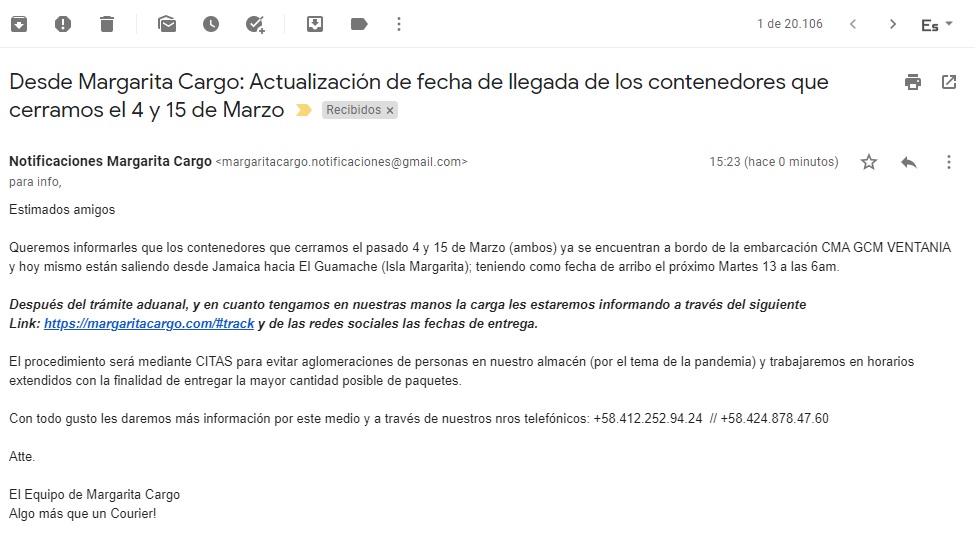 1 de 20.106
Es
Desde Margarita Cargo: Actualización de fecha de llegada de los contenedores que
cerramos el 4 y 15 de Marzo
Recibidos x
Notificaciones Margarita Cargo <margaritacargo.notificaciones@gmail.com>
15:23 (hace 0 minutos)
para info,
Estimados amigos
Queremos informarles que los contenedores que cerramos el pasado 4 y 15 de Marzo (ambos) ya se encuentran a bordo de la embarcación CMA GCM VENTANIA
y hoy mismo están saliendo desde Jamaica hacia El Guamache (Isla Margarita); teniendo como fecha de arribo el próximo Martes 13 a las 6am.
Después del trámite aduanal, y en cuanto tengamos en nuestras manos la carga les estaremos informando a través del siguiente
Link: https://margaritacargo.com/#track y de las redes sociales las fechas de entrega.
El procedimiento será mediante CITAS para evitar aglomeraciones de personas en nuestro almacén (por el tema de la pandemia) y trabajaremos en horarios
extendidos con la finalidad de entregar la mayor cantidad posible de paquetes.
Con todo gusto les daremos más información por este medio y a través de nuestros nros telefónicos: +58.412.252.94.24 // +58.424.878.47.60
Atte.
El Equipo de Margarita Cargo
Algo más que un Courier!